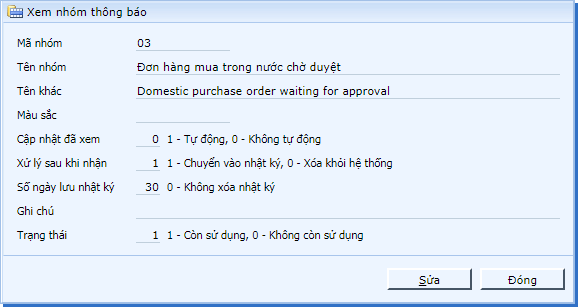 Xem nhóm thông báo
Mã nhóm 03
Tên nhóm Đơn hàng mua trong nước chờ duyệt
Tên khác Domestic purchase order waiting for approval
Màu sắc
Cập nhật đã xem 0 1 - Tự động, 0 - Không tự động
Xử lý sau khi nhận 1 1 - Chuyển vào nhật ký, 0 - Xóa khỏi hệ thống
Số ngày lưu nhật ký 30 0 - Không xóa nhật ký
Ghi chú
Trạng thái 1 1 - Còn sử dụng, 0 - Không còn sử dụng
Sửa Đóng